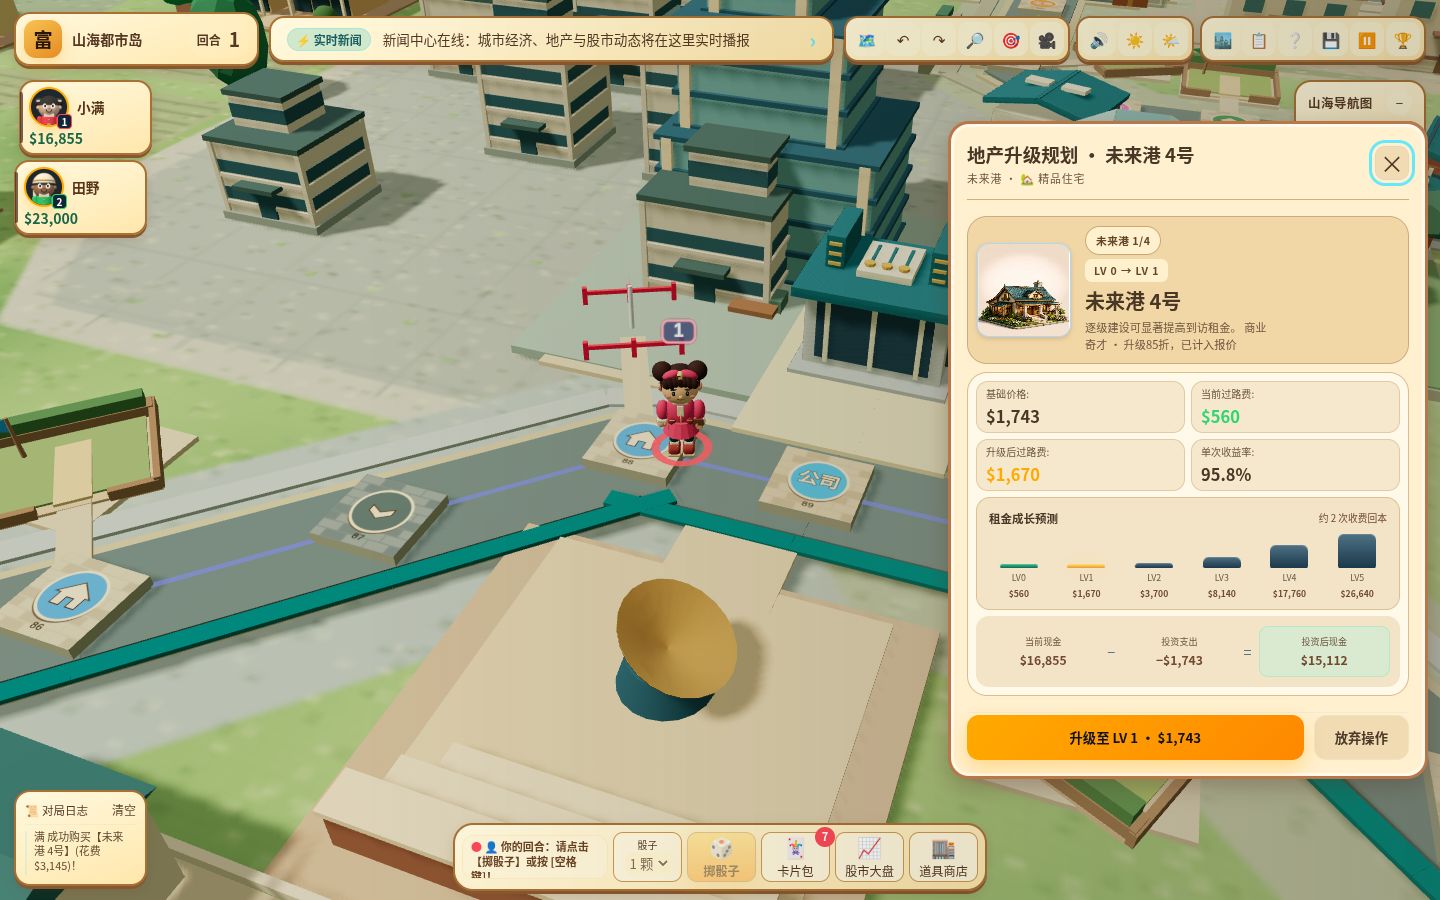 富
山海都市岛
回合 1
⚡ 实时新闻
新闻中心在线：城市经济、地产与股市动态将在这里实时播报
小满
1
$16,855
田野
2
$23,000
山海导航图
地产升级规划 · 未来港 4号
未来港 · 🏡 精品住宅
未来港 1/4
LV 0 → LV 1
未来港 4号
逐级建设可显著提高到访租金。 商业
奇才 · 升级85折，已计入报价
基础价格:
$1,743
当前过路费:
$560
升级后过路费:
$1,670
单次收益率:
95.8%
租金成长预测
约 2 次收费回本
LV0
LV1
LV2
LV3
LV4
LV5
$560
$1,670
$3,700
$8,140
$17,760
$26,640
当前现金
投资支出
投资后现金
$16,855
−
−$1,743
=
$15,112
升级至 LV 1 · $1,743
放弃操作
1
公司
86
87
88
89
📜 对局日志
清空
满 成功购买【未来
港 4号】(花费
$3,145)！
🔴 👤 你的回合：请点击
【掷骰子】或按 [空格
骰子
1 颗
掷骰子
卡片包
7
股市大盘
道具商店